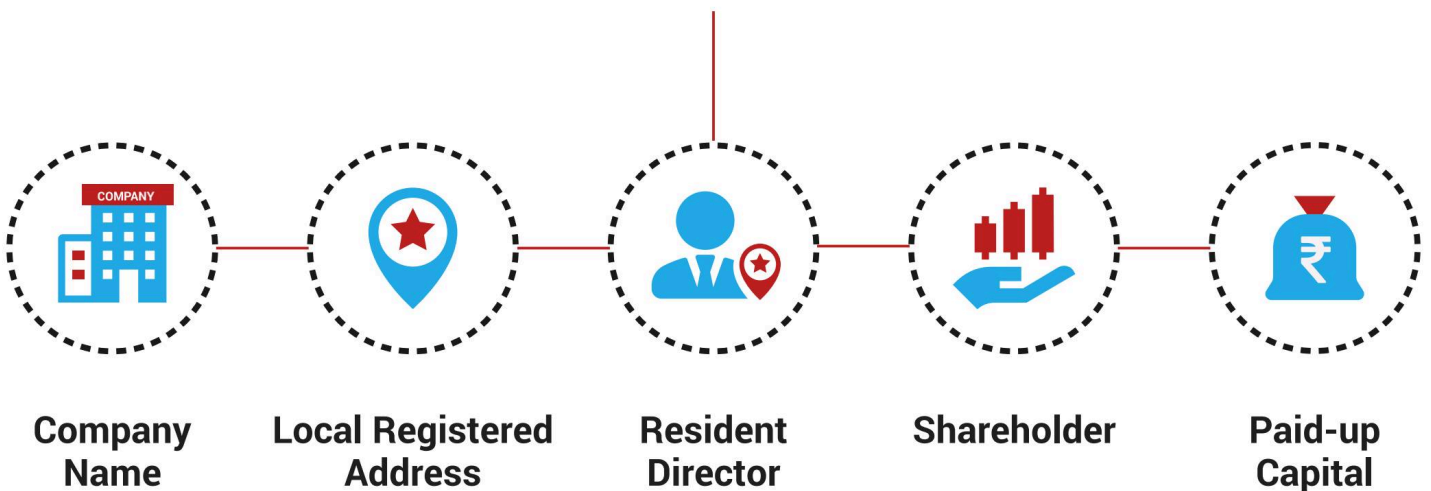 COMPANY
₹
Company
Name
Local Registered
Address
Resident
Director
Shareholder
Paid-up
Capital